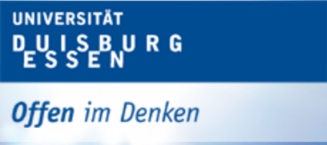 UNIVERSITÄT
DUISBURG
ESSEN
Offen im Denken